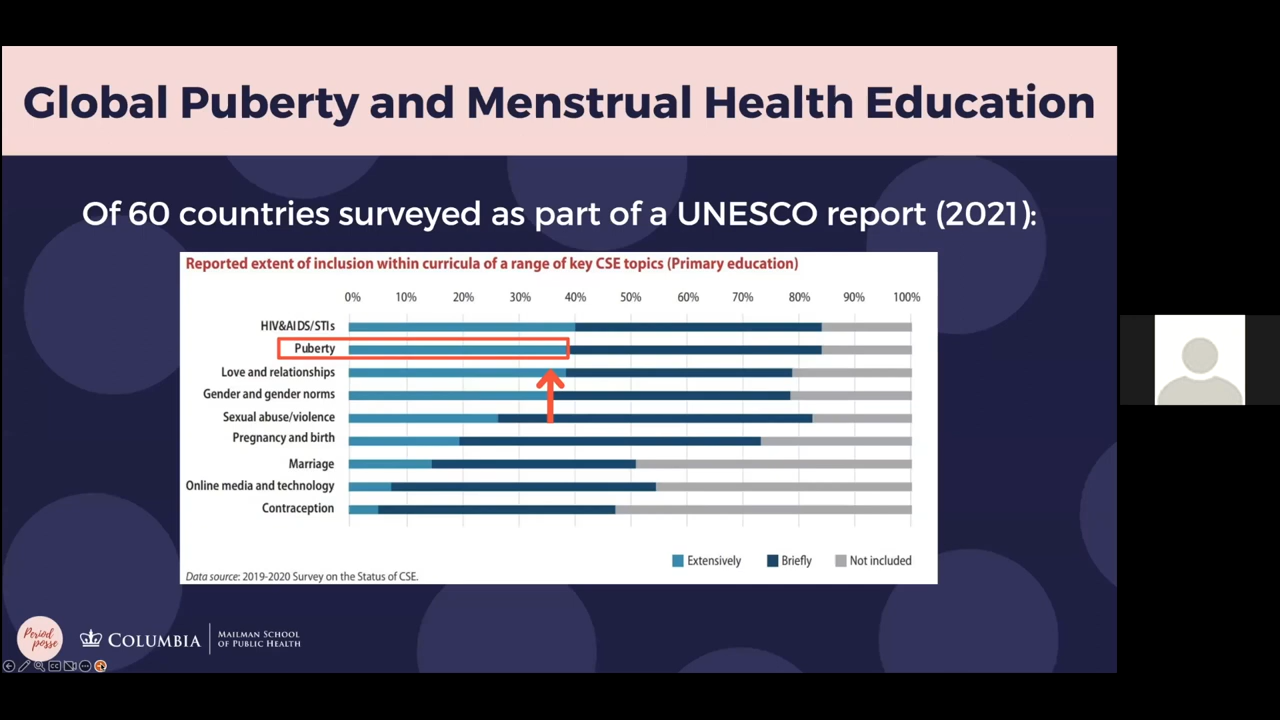 Global Puberty and Menstrual Health Education
Of 60 countries surveyed as part of a UNESCO report (2021):
Reported extent of inclusion within curricula of a range of key CSE topics (Primary education)
0% 10% 20% 30% 40% 50% 60% 70% 80% 90% 100%
HIV&AIDS/STIs
Puberty
Love and relationships
Gender and gender norms
Sexual abuse/violence
Pregnancy and birth
Marriage
Online media and technology
Contraception
Extensively Briefly Not included
Data source: 2019-2020 Survey on the Status of CSE.
Period
posse
COLUMBIA
MAILMAN SCHOOL
OF PUBLIC HEALTH
CC